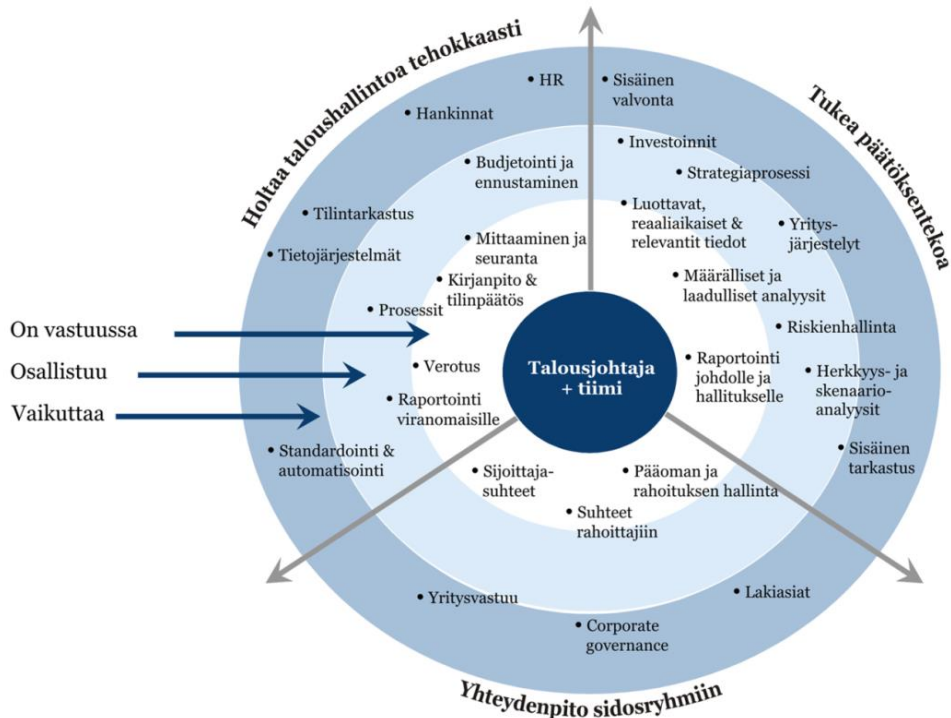 Holtaa taloushallintoa tehokkaasti
Tukea päätöksentekoa
Yhteydenpito sidosryhmiin
On vastuussa
Osallistuu
Vaikuttaa
Talousjohtaja
+ tiimi
• HR
• Hankinnat
• Budjetointi ja
ennustaminen
• Tilintarkastus
• Tietojärjestelmät
• Mittaaminen ja
seuranta
• Kirjanpito &
tilinpäätös
• Prosessit
• Verotus
• Raportointi
viranomaisille
• Standardointi &
automatisointi
• Sisäinen
valvonta
• Investoinnit
• Strategiaprosessi
• Luottavat,
reaaliaikaiset &
relevantit tiedot
• Yritys-
järjestelyt
• Määrälliset ja
laadulliset analyysit
• Riskienhallinta
• Raportointi
johdolle ja
hallitukselle
• Herkkyys- ja
skenaario-
analyysit
• Sisäinen
tarkastus
• Sijoittaja-
suhteet
• Pääoman ja
rahoituksen hallinta
• Suhteet
rahoittajiin
• Yritysvastuu
• Lakiasiat
• Corporate
governance